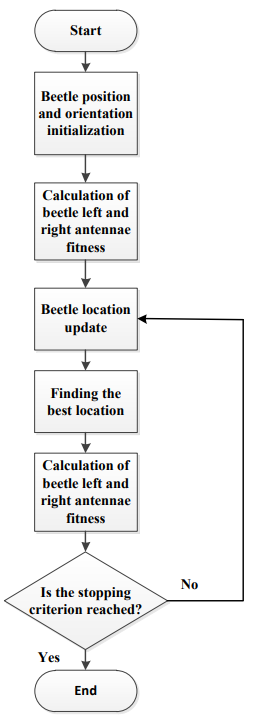 Start
Beetle position
and orientation
initialization
Calculation of
beetle left and
right antennae
fitness
Beetle location
update
Finding the
best location
Calculation of
beetle left and
right antennae
fitness
Is the stopping
criterion reached?
No
Yes
End